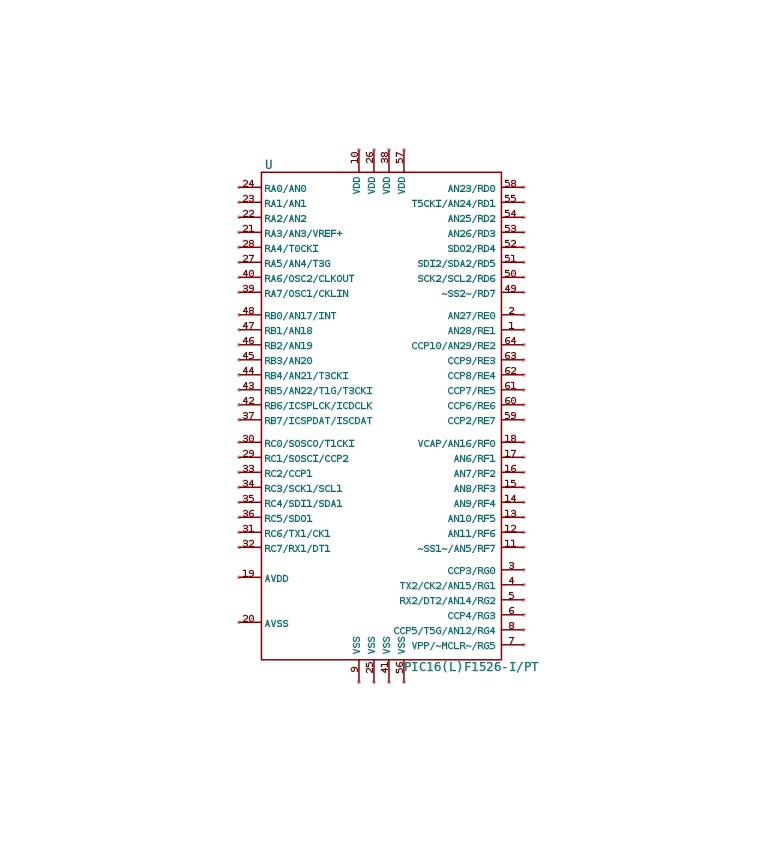 10 26 38 57
U
VDD VDD VDD VDD
24 RA0/AN0 AN23/RD0 58
23 RA1/AN1 T5CKI/AN24/RD1 55
22 RA2/AN2 AN25/RD2 54
21 RA3/AN3/VREF+ AN26/RD3 53
28 RA4/T0CKI SDO2/RD4 52
27 RA5/AN4/T3G SDI2/SDA2/RD5 51
40 RA6/OSC2/CLKOUT SCK2/SCL2/RD6 50
39 RA7/OSC1/CKLIN ~SS2~/RD7 49
48 RB0/AN17/INT AN27/RE0 2
47 RB1/AN18 AN28/RE1 1
46 RB2/AN19 CCP10/AN29/RE2 64
45 RB3/AN20 CCP9/RE3 63
44 RB4/AN21/T3CKI CCP8/RE4 62
43 RB5/AN22/T1G/T3CKI CCP7/RE5 61
42 RB6/ICSPLCK/ICDCLK CCP6/RE6 60
37 RB7/ICSPDAT/ISCDAT CCP2/RE7 59
30 RC0/SOSCO/T1CKI VCAP/AN16/RF0 18
29 RC1/SOSCI/CCP2 AN6/RF1 17
33 RC2/CCP1 AN7/RF2 16
34 RC3/SCK1/SCL1 AN8/RF3 15
35 RC4/SDI1/SDA1 AN9/RF4 14
36 RC5/SDO1 AN10/RF5 13
31 RC6/TX1/CK1 AN11/RF6 12
32 RC7/RX1/DT1 ~SS1~/AN5/RF7 11
CCP3/RG0 3
19 AVDD TX2/CK2/AN15/RG1 4
RX2/DT2/AN14/RG2 5
20 AVSS CCP4/RG3 6
CCP5/T5G/AN12/RG4 8
VPP/~MCLR~/RG5 7
VSS VSS VSS VSS
9 25 41 56
PIC16(L)F1526-I/PT